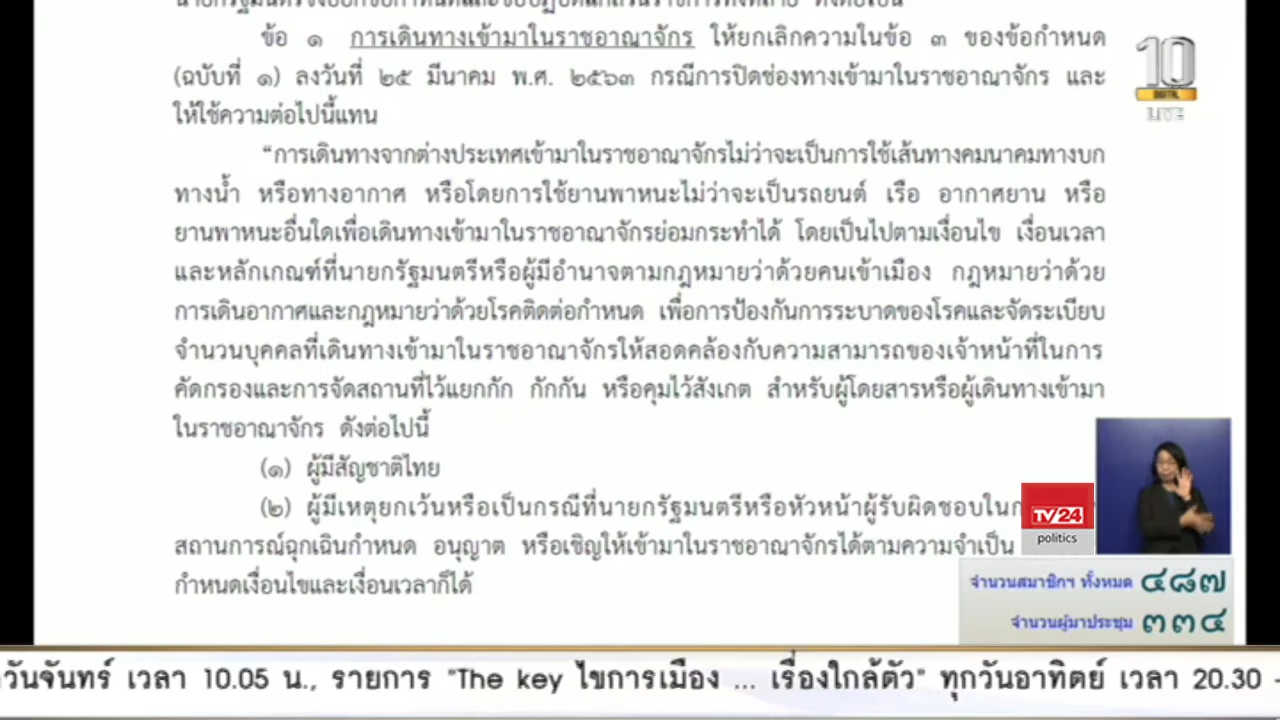 ข้อ ๑ การเดินทางเข้ามาในราชอาณาจักร ให้ยกเลิกความในข้อ ๓ ของข้อกำหนด
(ฉบับที่ ๑) ลงวันที่ ๒๕ มีนาคม พ.ศ. ๒๕๖๓ กรณีการปิดช่องทางเข้ามาในราชอาณาจักร และ
ให้ใช้ความต่อไปนี้แทน
“การเดินทางจากต่างประเทศเข้ามาในราชอาณาจักรไม่ว่าจะเป็นการใช้เส้นทางคมนาคมทางบก
ทางน้ำ หรือทางอากาศ หรือโดยการใช้ยานพาหนะไม่ว่าจะเป็นรถยนต์ เรือ อากาศยาน หรือ
ยานพาหนะอื่นใดเพื่อเดินทางเข้ามาในราชอาณาจักรย่อมกระทำได้ โดยเป็นไปตามเงื่อนไข เงื่อนเวลา
และหลักเกณฑ์ที่นายกรัฐมนตรีหรือผู้มีอำนาจตามกฎหมายว่าด้วยคนเข้าเมือง กฎหมายว่าด้วย
การเดินอากาศและกฎหมายว่าด้วยโรคติดต่อกำหนด เพื่อการป้องกันการระบาดของโรคและจัดระเบียบ
จำนวนบุคคลที่เดินทางเข้ามาในราชอาณาจักรให้สอดคล้องกับความสามารถของเจ้าหน้าที่ในการ
คัดกรองและการจัดสถานที่ไว้แยกกัก กักกัน หรือคุมไว้สังเกต สำหรับผู้โดยสารหรือผู้เดินทางเข้ามา
ในราชอาณาจักร ดังต่อไปนี้
(๑) ผู้มีสัญชาติไทย
(๒) ผู้มีเหตุยกเว้นหรือเป็นกรณีที่นายกรัฐมนตรีหรือหัวหน้าผู้รับผิดชอบใน
สถานการณ์ฉุกเฉินกำหนด อนุญาต หรือเชิญให้เข้ามาในราชอาณาจักรได้ตามความจำเป็น
กำหนดเงื่อนไขและเงื่อนเวลาก็ได้
10
DIGITAL
LIVE
TV/24
politics
จำนวนสมาชิกฯ ทั้งหมด ๔๘๗
จำนวนผู้มาประชุม ๓๓๔
วันจันทร์ เวลา 10.05 น., รายการ "The key ไขการเมือง ... เรื่องใกล้ตัว" ทุกวันอาทิตย์ เวลา 20.30 -